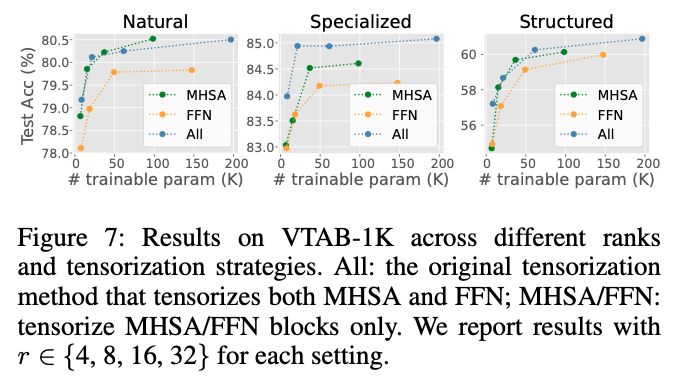 Natural
Specialized
Structured
Test Acc (%)
80.5
80.0
79.5
79.0
78.5
78.0
MHSA
FFN
All
0 50 100 150 200
# trainable param (K)
85.0
84.5
84.0
83.5
83.0
MHSA
FFN
All
0 50 100 150 200
# trainable param (K)
60
58
56
MHSA
FFN
All
0 50 100 150 200
# trainable param (K)
Figure 7: Results on VTAB-1K across different ranks
and tensorization strategies. All: the original tensorization
method that tensorizes both MHSA and FFN; MHSA/FFN:
tensorize MHSA/FFN blocks only. We report results with
r ∈ {4, 8, 16, 32} for each setting.